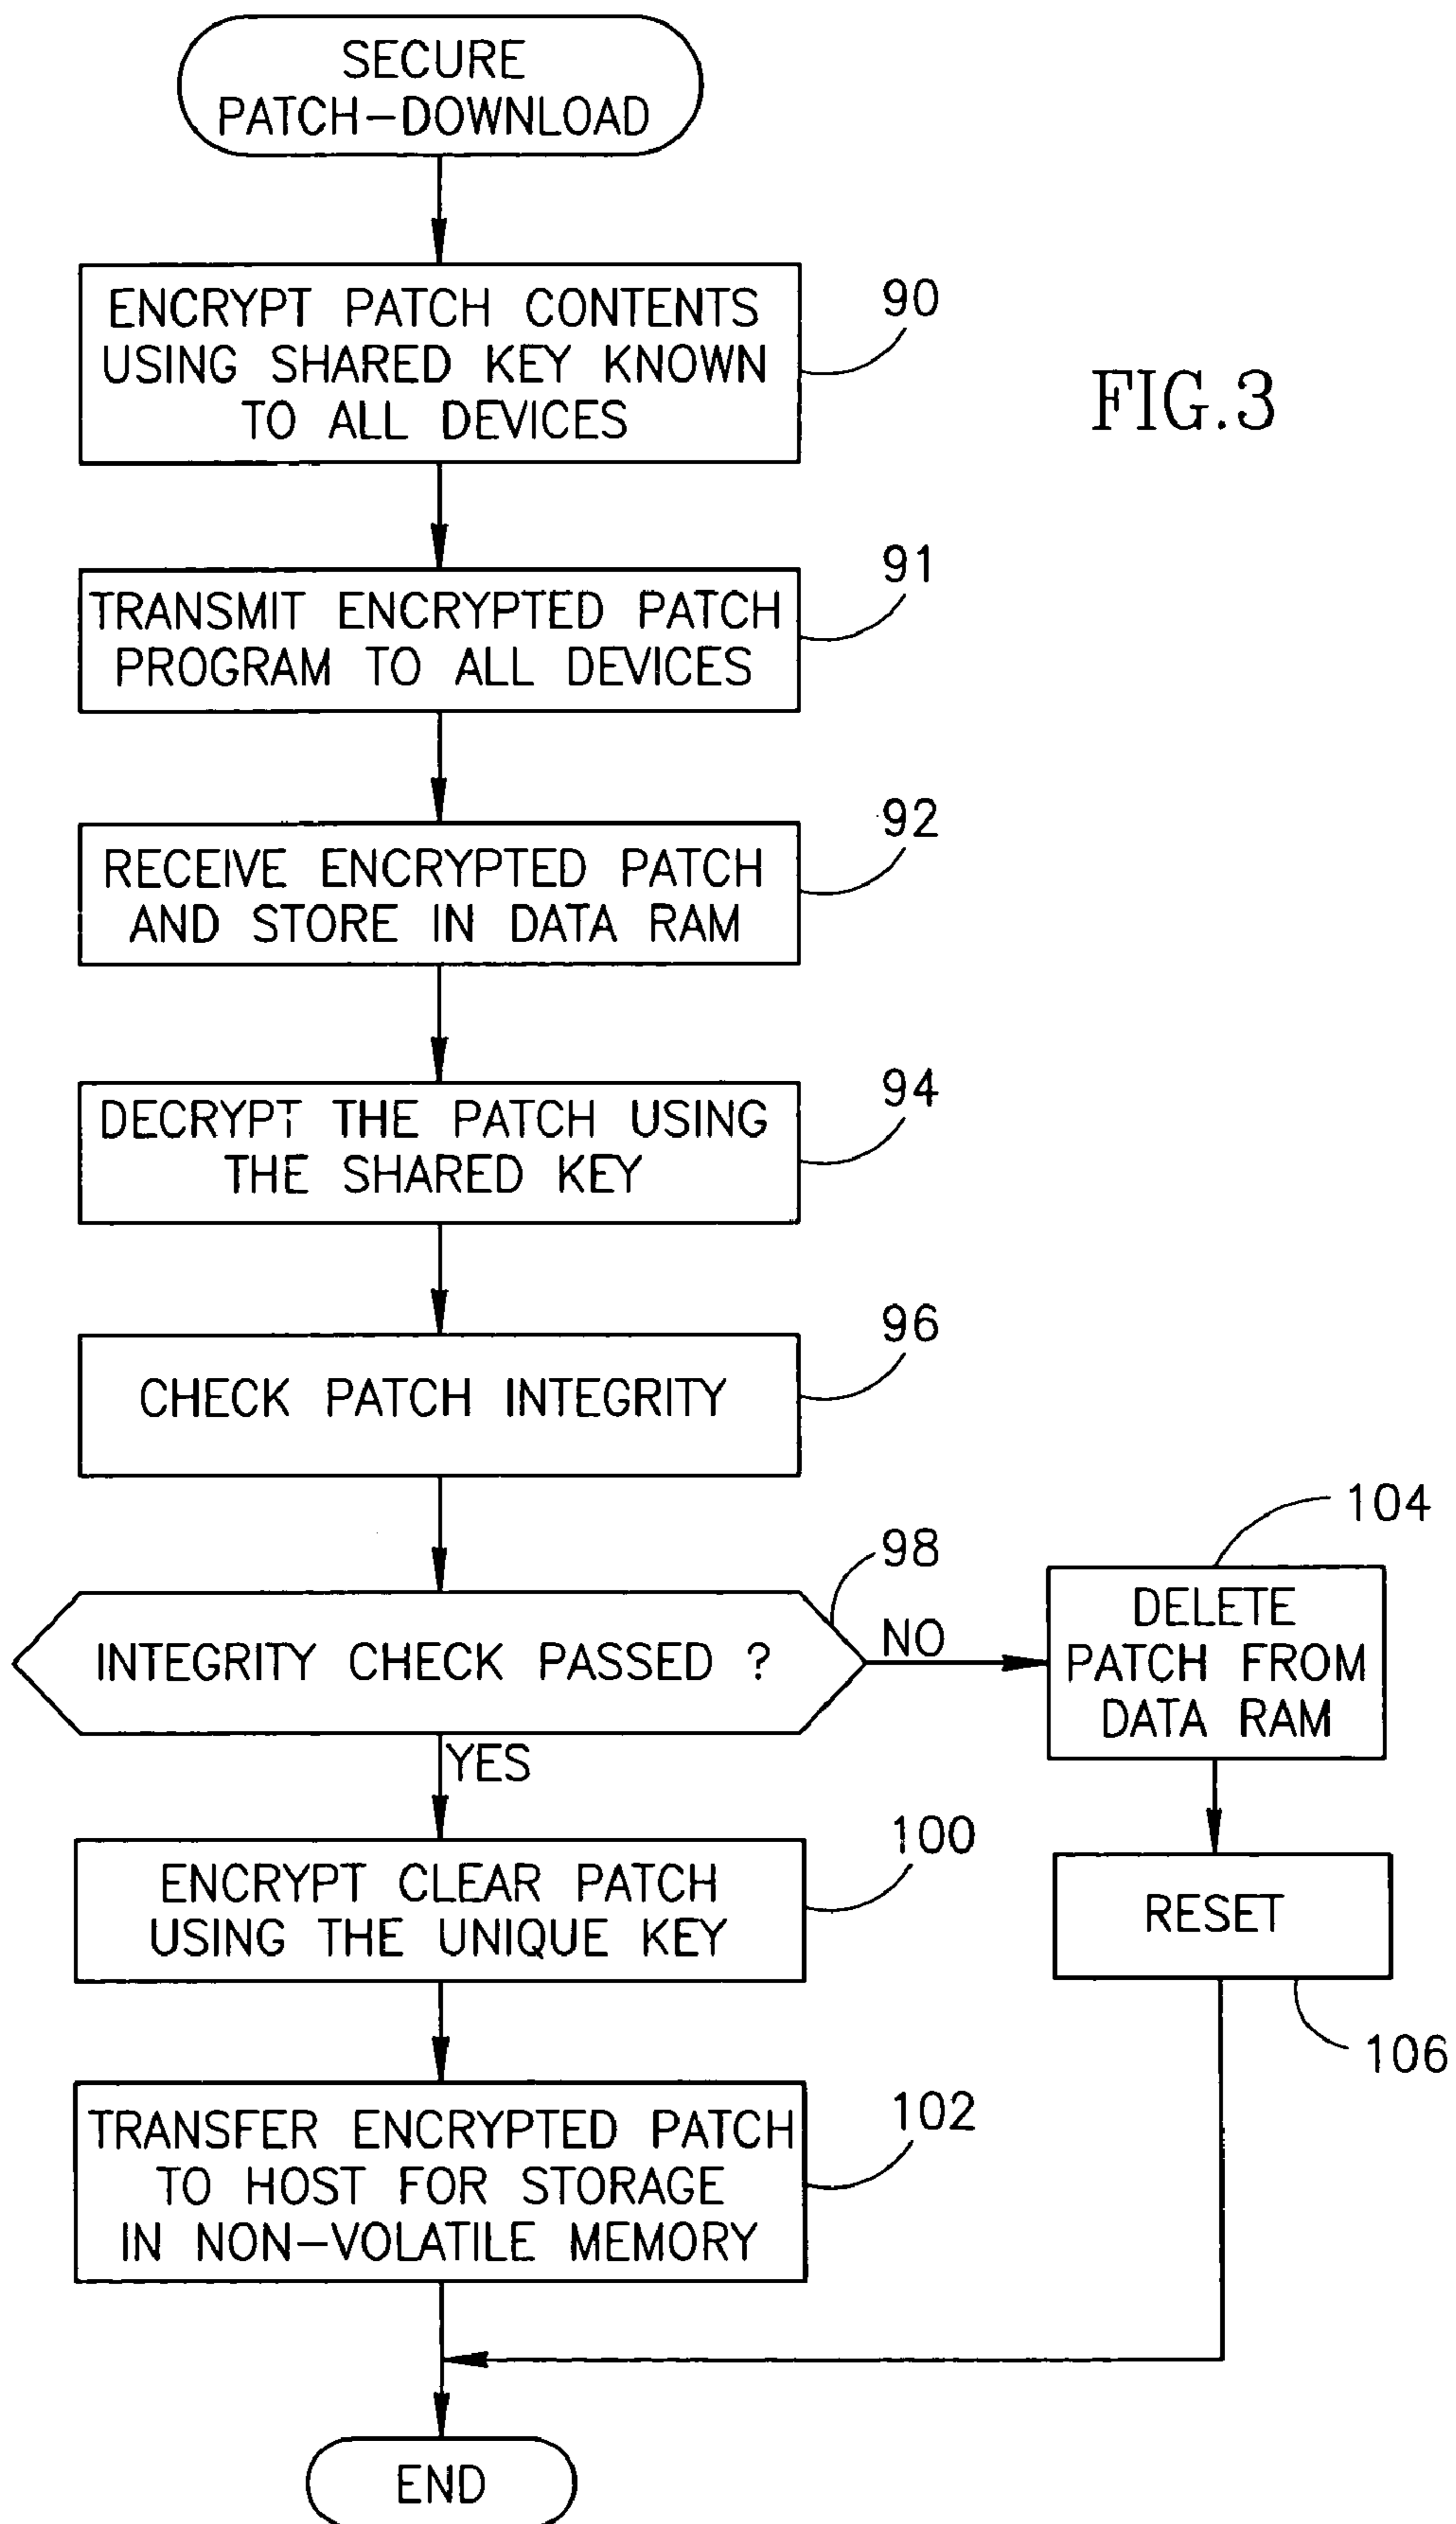 SECURE
PATCH-DOWNLOAD
ENCRYPT PATCH CONTENTS
USING SHARED KEY KNOWN
TO ALL DEVICES
90
FIG.3
TRANSMIT ENCRYPTED PATCH
PROGRAM TO ALL DEVICES
91
RECEIVE ENCRYPTED PATCH
AND STORE IN DATA RAM
92
DECRYPT THE PATCH USING
THE SHARED KEY
94
CHECK PATCH INTEGRITY
96
INTEGRITY CHECK PASSED ?
98
NO
104
DELETE
PATCH FROM
DATA RAM
YES
ENCRYPT CLEAR PATCH
USING THE UNIQUE KEY
100
RESET
106
TRANSFER ENCRYPTED PATCH
TO HOST FOR STORAGE
IN NON-VOLATILE MEMORY
102
END